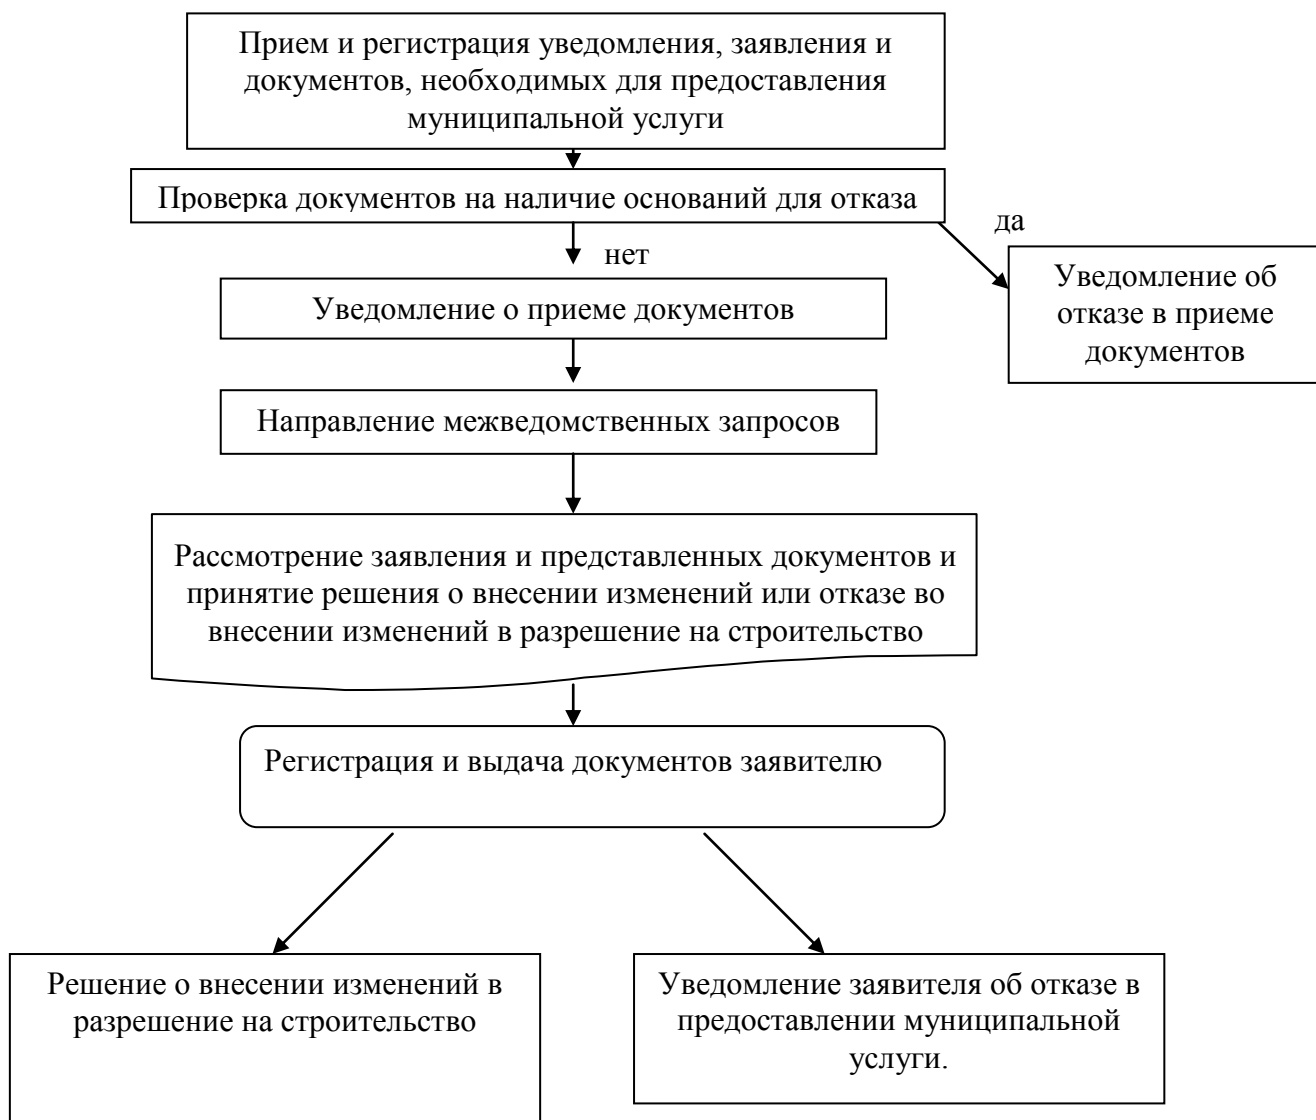 Прием и регистрация уведомления, заявления и
документов, необходимых для предоставления
муниципальной услуги
Проверка документов на наличие оснований для отказа
да
нет
Уведомление об
отказе в приеме
документов
Уведомление о приеме документов
Направление межведомственных запросов
Рассмотрение заявления и представленных документов и
принятие решения о внесении изменений или отказе во
внесении изменений в разрешение на строительство
Регистрация и выдача документов заявителю
Решение о внесении изменений в
разрешение на строительство
Уведомление заявителя об отказе в
предоставлении муниципальной
услуги.